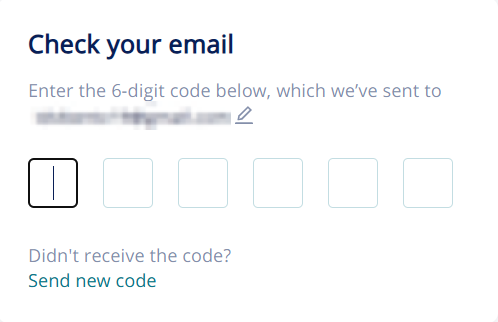 Check your email
Enter the 6-digit code below, which we've sent to
Didn't receive the code?
Send new code